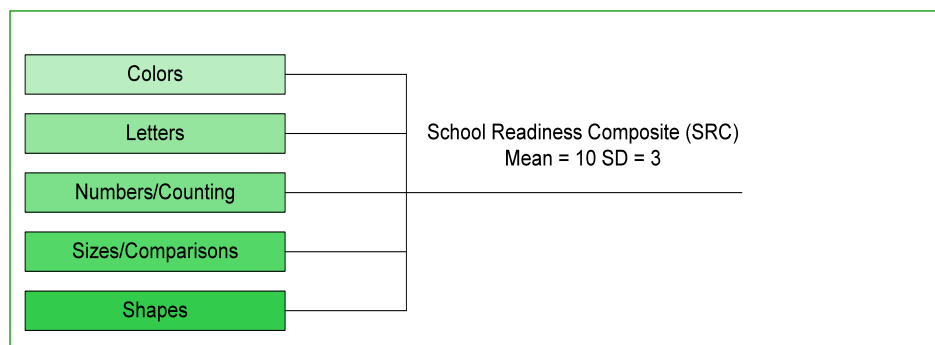 Colors
Letters
Numbers/Counting
Sizes/Comparisons
Shapes
School Readiness Composite (SRC)
Mean = 10 SD = 3